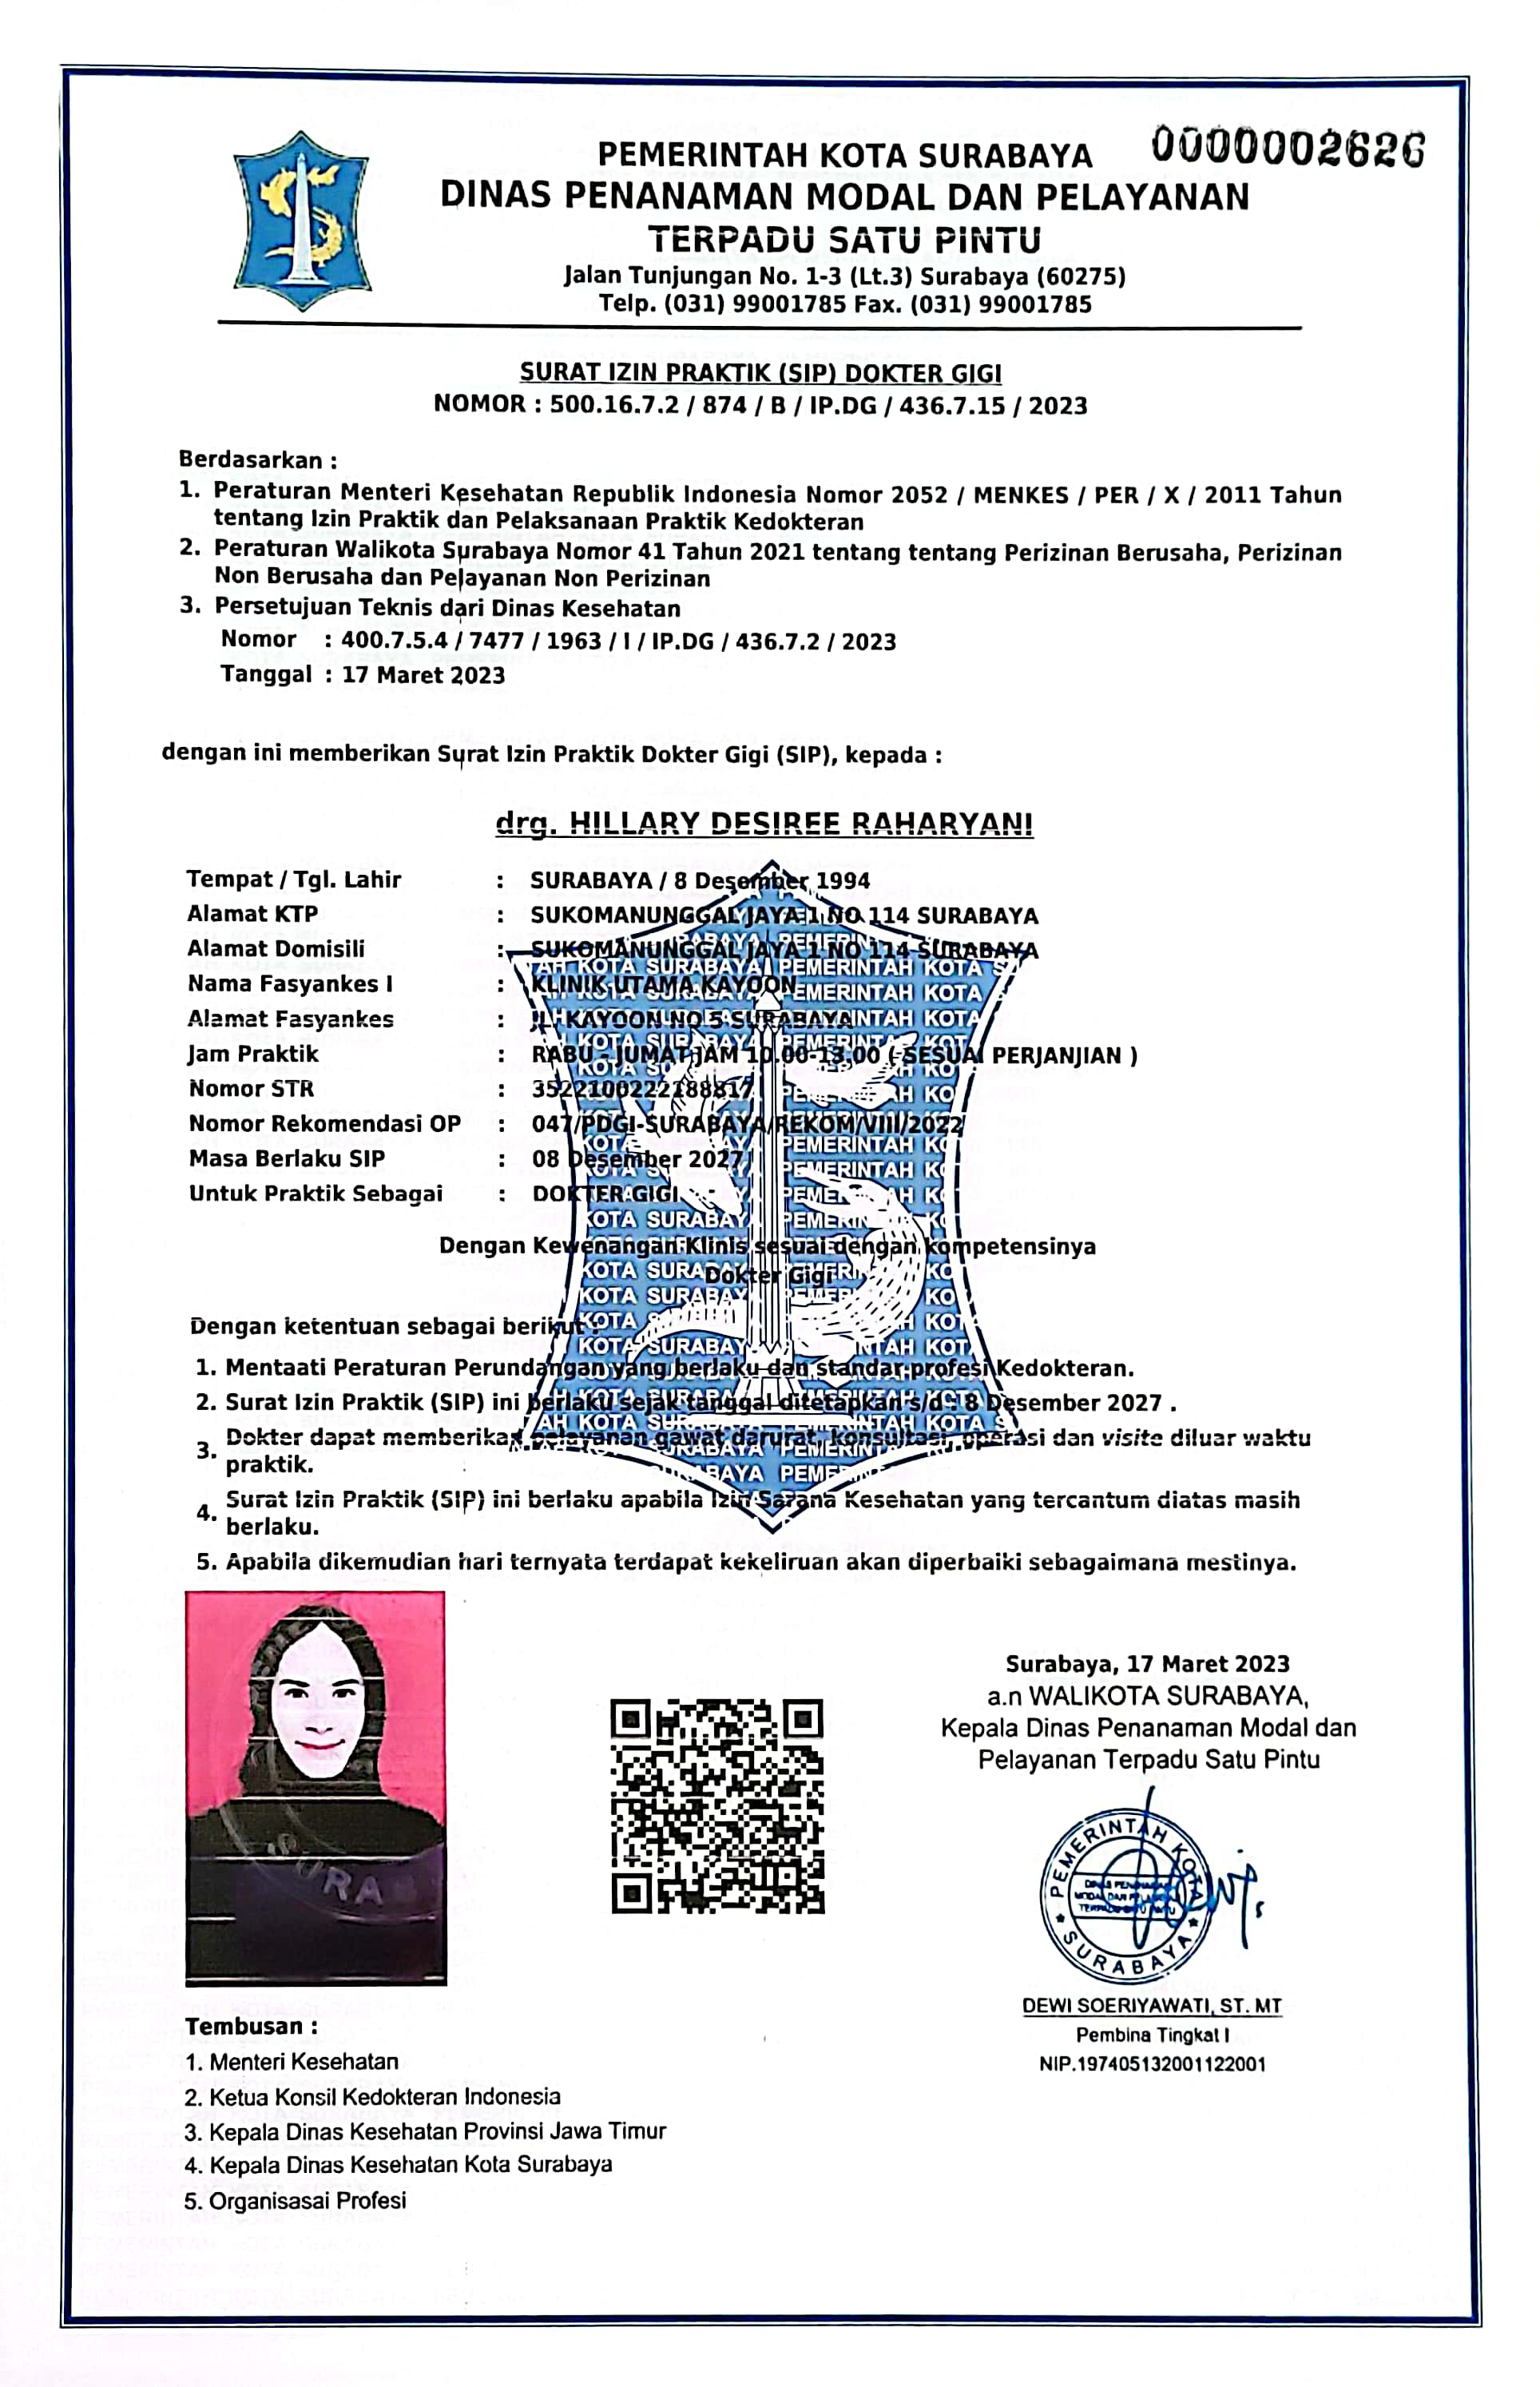 0000002626
PEMERINTAH KOTA SURABAYA
DINAS PENANAMAN MODAL DAN PELAYANAN
TERPADU SATU PINTU
Jalan Tunjungan No. 1-3 (Lt.3) Surabaya (60275)
Telp. (031) 99001785 Fax. (031) 99001785
SURAT IZIN PRAKTIK (SIP) DOKTER GIGI
NOMOR : 500.16.7.2 / 874 / B / IP.DG / 436.7.15 / 2023
Berdasarkan :
1. Peraturan Menteri Kesehatan Republik Indonesia Nomor 2052 / MENKES / PER / X / 2011 Tahun
tentang Izin Praktik dan Pelaksanaan Praktik Kedokteran
2. Peraturan Walikota Surabaya Nomor 41 Tahun 2021 tentang tentang Perizinan Berusaha, Perizinan
Non Berusaha dan Pelayanan Non Perizinan
3. Persetujuan Teknis dari Dinas Kesehatan
Nomor : 400.7.5.4 / 7477 / 1963 / I / IP.DG / 436.7.2 / 2023
Tanggal : 17 Maret 2023
dengan ini memberikan Surat Izin Praktik Dokter Gigi (SIP), kepada :
drg. HILLARY DESIREE RAHARYANI
Tempat / Tgl. Lahir : SURABAYA / 8 Desember 1994
Alamat KTP : SUKOMANUNGGAL JAYA 1 NO 114 SURABAYA
Alamat Domisili : SUKOMANUNGGAL JAYA 1 NO 114 SURABAYA
Nama Fasyankes I : KLINIK UTAMA KAYOON
Alamat Fasyankes : JL. KAYOON NO 5 SURABAYA
Jam Praktik : RABU - JUMAT JAM 10.00-13.00 ( SESUAI PERJANJIAN )
Nomor STR : 3522100222188817
Nomor Rekomendasi OP : 047/PDGI-SURABAYA/REKOM/VIII/2022
Masa Berlaku SIP : 08 Desember 2027
Untuk Praktik Sebagai : DOKTER GIGI
Dengan Kewenangan Klinis sesuai dengan kompetensinya
Dokter Gigi
Dengan ketentuan sebagai berikut :
1. Mentaati Peraturan Perundangan yang berlaku dan standar profesi Kedokteran.
2. Surat Izin Praktik (SIP) ini berlaku sejak tanggal ditetapkan s/d 8 Desember 2027 .
3. Dokter dapat memberikan pelayanan gawat darurat, konsultasi, operasi dan visite diluar waktu
praktik.
4. Surat Izin Praktik (SIP) ini berlaku apabila Izin Sarana Kesehatan yang tercantum diatas masih
berlaku.
5. Apabila dikemudian hari ternyata terdapat kekeliruan akan diperbaiki sebagaimana mestinya.
SURA
Surabaya, 17 Maret 2023
a.n WALIKOTA SURABAYA,
Kepala Dinas Penanaman Modal dan
Pelayanan Terpadu Satu Pintu
PEMERINTAH KOTA
SURABAYA
DEWI SOERIYAWATI, ST. MT
Pembina Tingkat I
NIP.197405132001122001
Tembusan :
1. Menteri Kesehatan
2. Ketua Konsil Kedokteran Indonesia
3. Kepala Dinas Kesehatan Provinsi Jawa Timur
4. Kepala Dinas Kesehatan Kota Surabaya
5. Organisasai Profesi